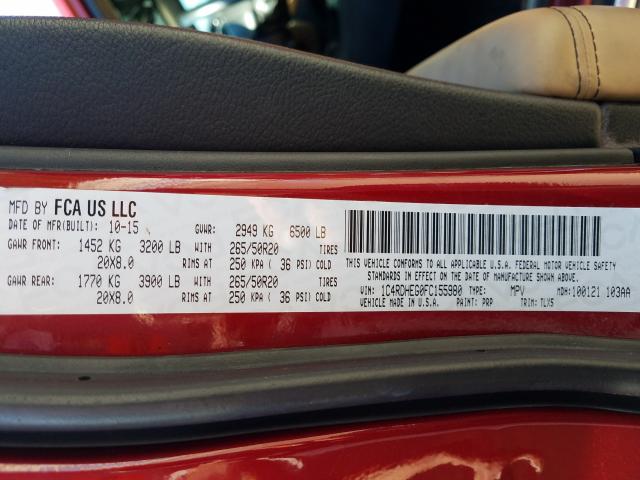 MFD BY FCA US LLC
DATE OF MFR(BUILT): 10-15 GVWR: 2949 KG 6500 LB
GAWR FRONT: 1452 KG 3200 LB WITH 265/50R20 TIRES
20X8.0 RIMS AT 250 KPA ( 36 PSI) COLD
GAWR REAR: 1770 KG 3900 LB WITH 265/50R20 TIRES
20X8.0 RIMS AT 250 KPA ( 36 PSI) COLD
THIS VEHICLE CONFORMS TO ALL APPLICABLE U.S.A. FEDERAL MOTOR VEHICLE SAFETY
STANDARDS IN EFFECT ON THE DATE OF MANUFACTURE SHOWN ABOVE.
VIN: 1C4RDHEG0FC155980 TYPE: MPV MDH: 100121 103AA
VEHICLE MADE IN U.S.A. PAINT: PRP TRIM: TLX5